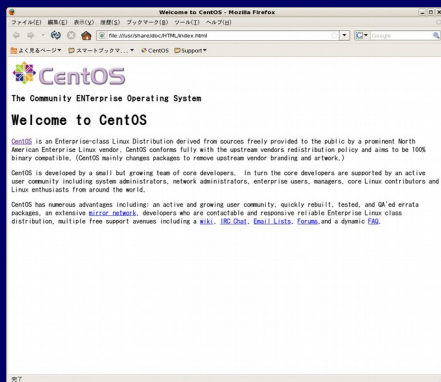 Welcome to CentOS - Mozilla Firefox
ファイル(F) 編集(E) 表示(V) 履歴(S) ブックマーク(B) ツール(T) ヘルプ(H)
file:///usr/share/doc/HTML/index.html Google
よく見るページ スマートブックマ... CentOS Support
CentOS
The Community ENTerprise Operating System
Welcome to CentOS
CentOS is an Enterprise-class Linux Distribution derived from sources freely provided to the public by a prominent North
American Enterprise Linux vendor. CentOS conforms fully with the upstream vendors redistribution policy and aims to be 100%
binary compatible. (CentOS mainly changes packages to remove upstream vendor branding and artwork.)
CentOS is developed by a small but growing team of core developers. In turn the core developers are supported by an active
user community including system administrators, network administrators, enterprise users, managers, core Linux contributors and
Linux enthusiasts from around the world.
CentOS has numerous advantages including: an active and growing user community, quickly rebuilt, tested, and QA'ed errata
packages, an extensive mirror network, developers who are contactable and responsive reliable Enterprise Linux class
distribution, multiple free support avenues including a wiki, IRC Chat, Email Lists, Forums,and a dynamic FAQ.
完了